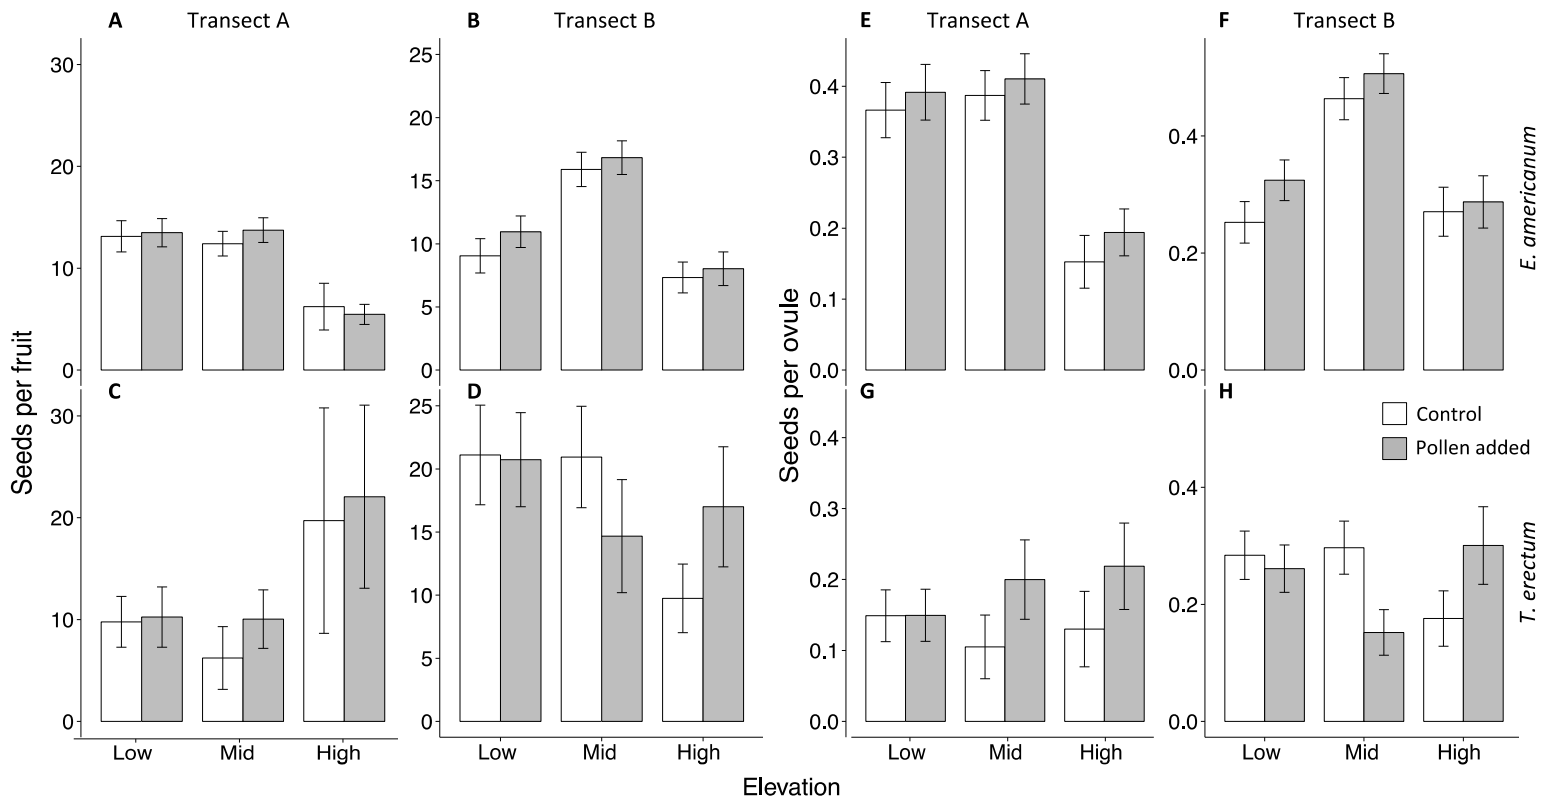 A Transect A
B Transect B
E Transect A
F Transect B
Seeds per fruit
30
20
10
0
25
20
15
10
5
0
Seeds per ovule
0.4
0.3
0.2
0.1
0.0
0.4
0.2
0.0
E. americanum
C
D
G
H
30
20
10
0
25
20
15
10
5
0
0.4
0.3
0.2
0.1
0.0
0.4
0.2
0.0
Control
Pollen added
T. erectum
Low Mid High
Low Mid High
Low Mid High
Low Mid High
Elevation